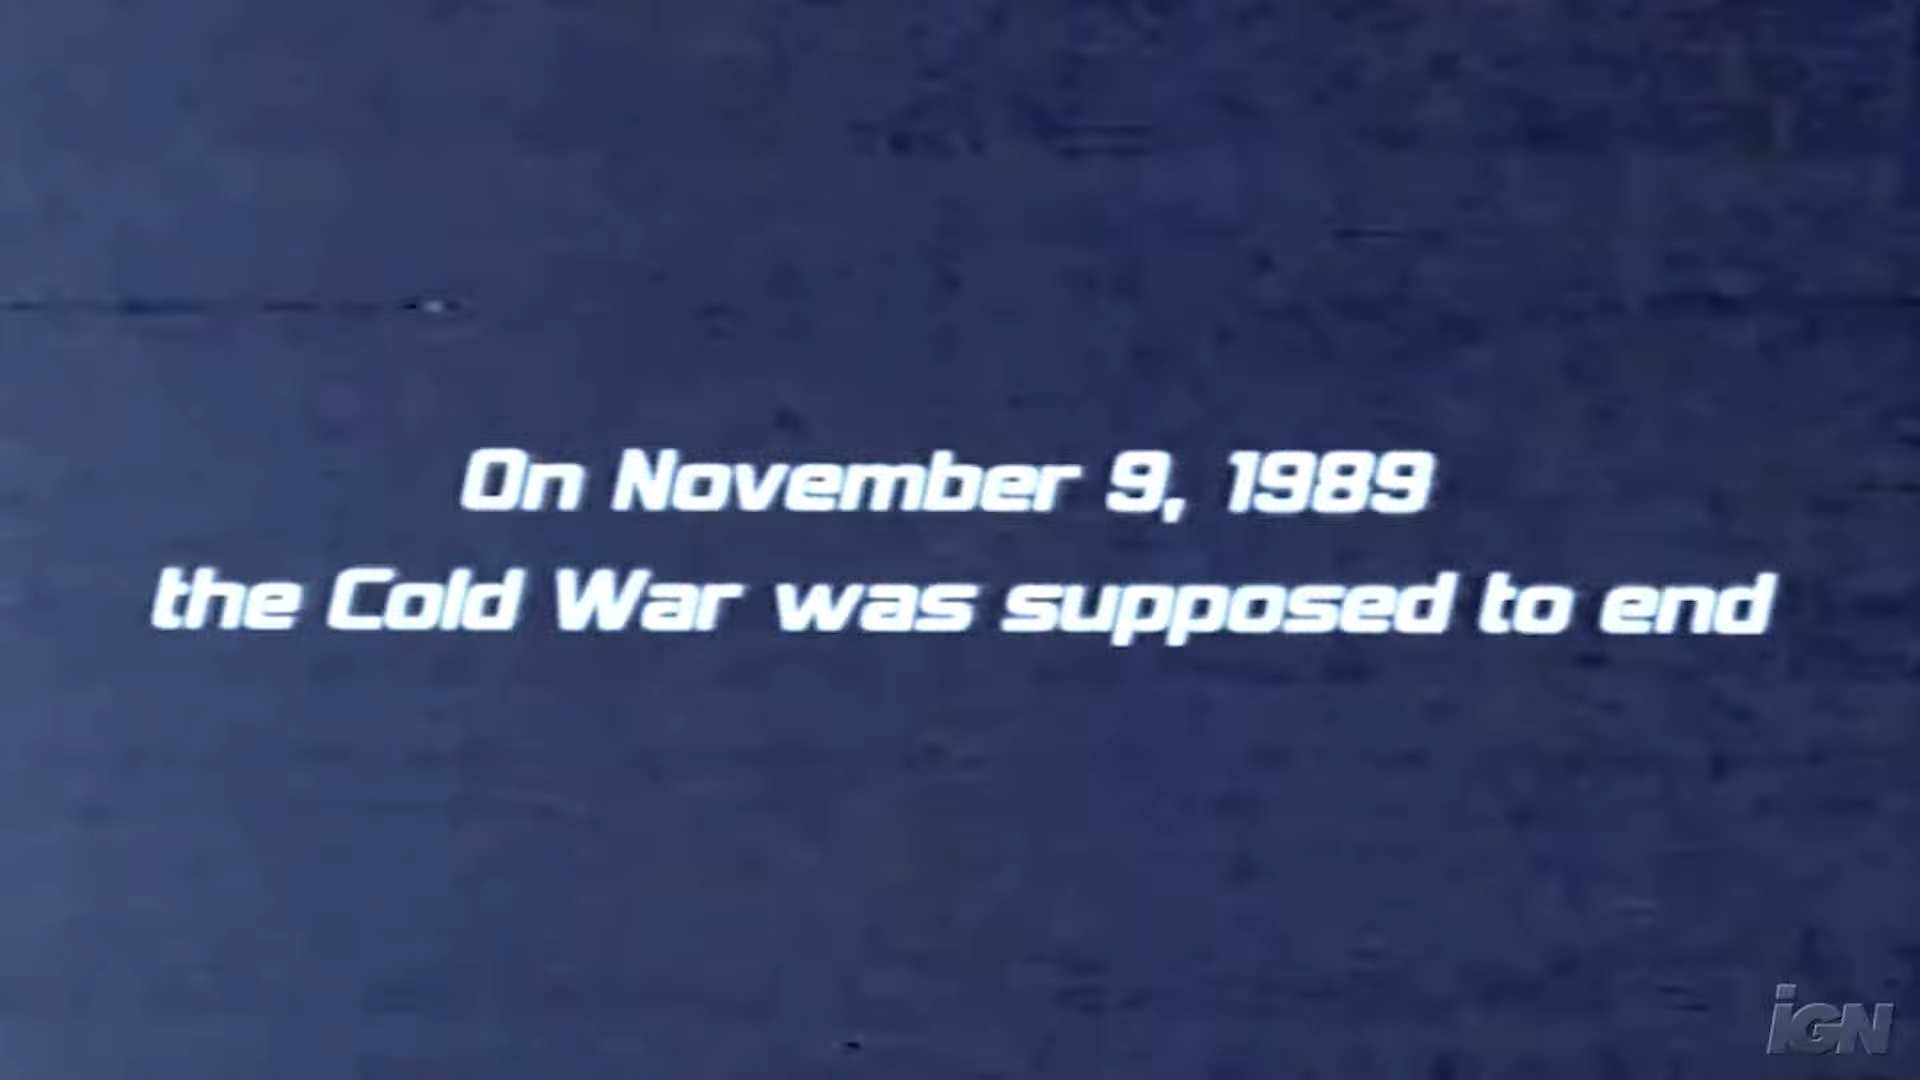 On November 9, 1989
the Cold War was supposed to end
IGN